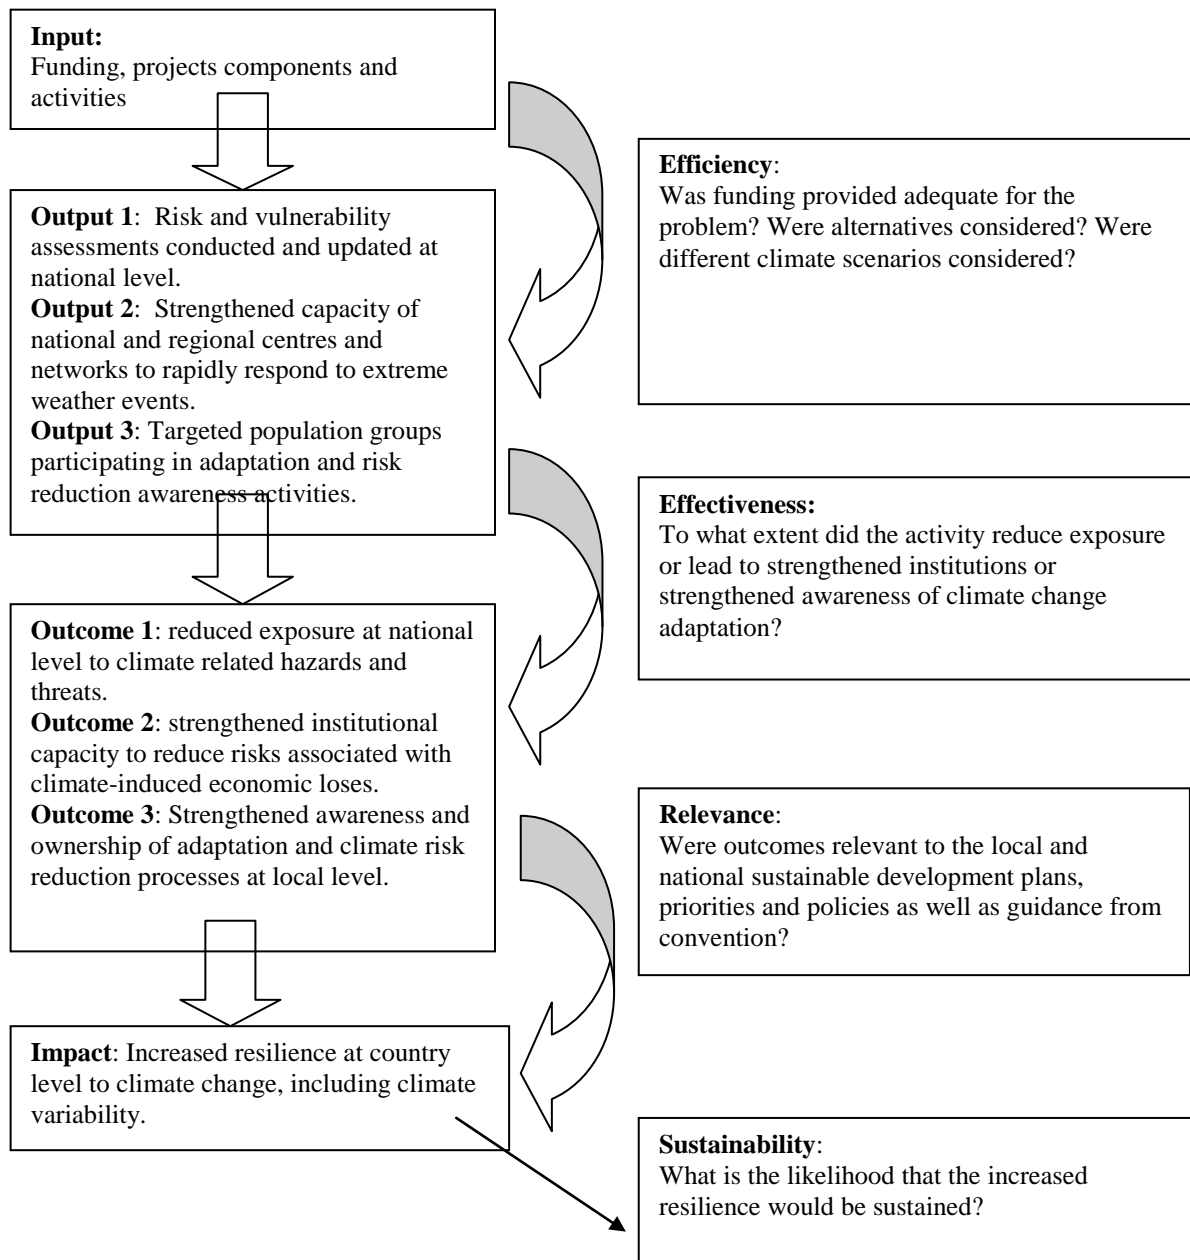 Input:
Funding, projects components and
activities
Efficiency:
Was funding provided adequate for the
problem? Were alternatives considered? Were
different climate scenarios considered?
Output 1:  Risk and vulnerability
assessments conducted and updated at
national level.
Output 2:  Strengthened capacity of
national and regional centres and
networks to rapidly respond to extreme
weather events.
Output 3: Targeted population groups
participating in adaptation and risk
reduction awareness activities.
Effectiveness:
To what extent did the activity reduce exposure
or lead to strengthened institutions or
strengthened awareness of climate change
adaptation?
Outcome 1: reduced exposure at national
level to climate related hazards and
threats.
Outcome 2: strengthened institutional
capacity to reduce risks associated with
climate-induced economic loses.
Outcome 3: Strengthened awareness and
ownership of adaptation and climate risk
reduction processes at local level.
Relevance:
Were outcomes relevant to the local and
national sustainable development plans,
priorities and policies as well as guidance from
convention?
Impact: Increased resilience at country
level to climate change, including climate
variability.
Sustainability:
What is the likelihood that the increased
resilience would be sustained?